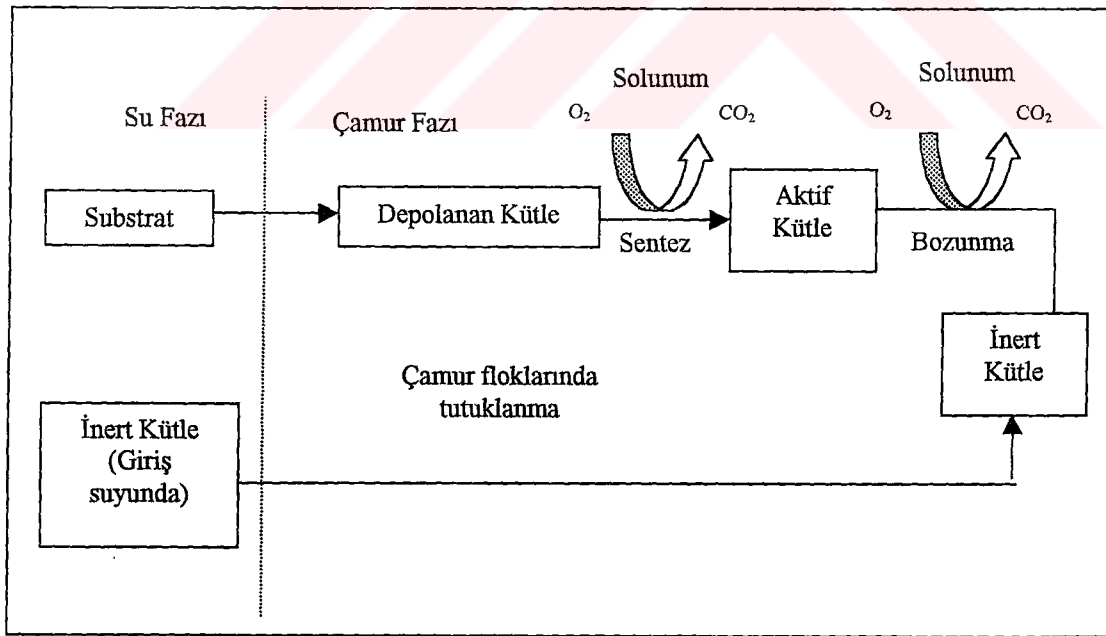 Solunum
Solunum
Su Fazı
Çamur Fazı
O₂
CO₂
O₂
CO₂
Substrat
Depolanan Kütle
Sentez
Aktif
Kütle
Bozunma
İnert
Kütle
Çamur floklarında
tutuklanma
İnert Kütle
(Giriş
suyunda)